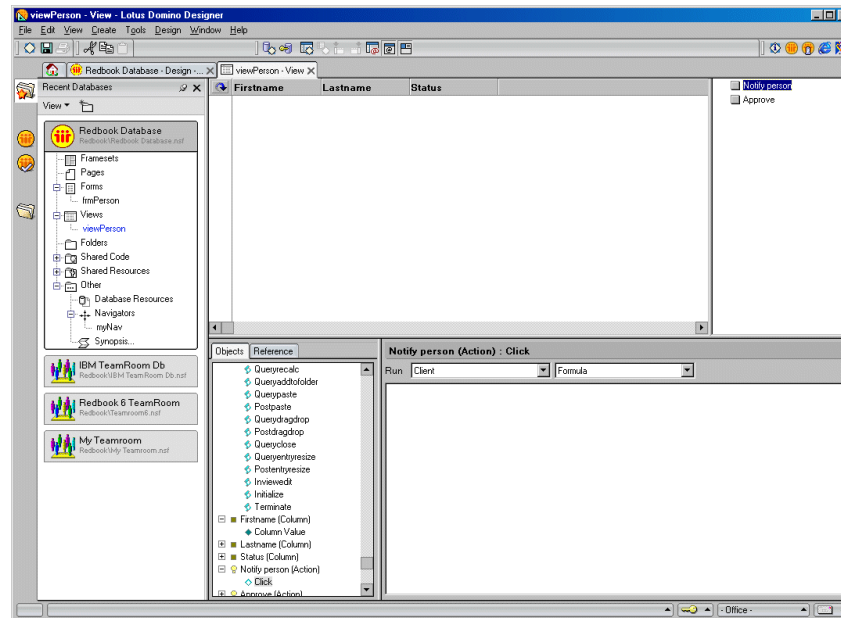 viewPerson - View - Lotus Domino Designer
File Edit View Create Tools Design Window Help
Redbook Database - Design -...
viewPerson - View
Recent Databases
View
Redbook Database
Redbook\Redbook Database.nsf
Framesets
Pages
Forms
frmPerson
Views
viewPerson
Folders
Shared Code
Shared Resources
Other
Database Resources
Navigators
myNav
Synopsis...
IBM TeamRoom Db
Redbook\IBM TeamRoom Db.nsf
Redbook 6 TeamRoom
Redbook\Teamroom6.nsf
My Teamroom
Redbook\My Teamroom.nsf
Firstname Lastname Status
Notify person
Approve
Objects Reference
Queryrecalc
Queryaddtofolder
Querypaste
Postpaste
Querydragdrop
Postdragdrop
Queryclose
Queryentryresize
Postentryresize
Inviewedit
Initialize
Terminate
Firstname (Column)
Column Value
Lastname (Column)
Status (Column)
Notify person (Action)
Click
Approve (Action)
Notify person (Action) : Click
Run Client Formula
- Office -